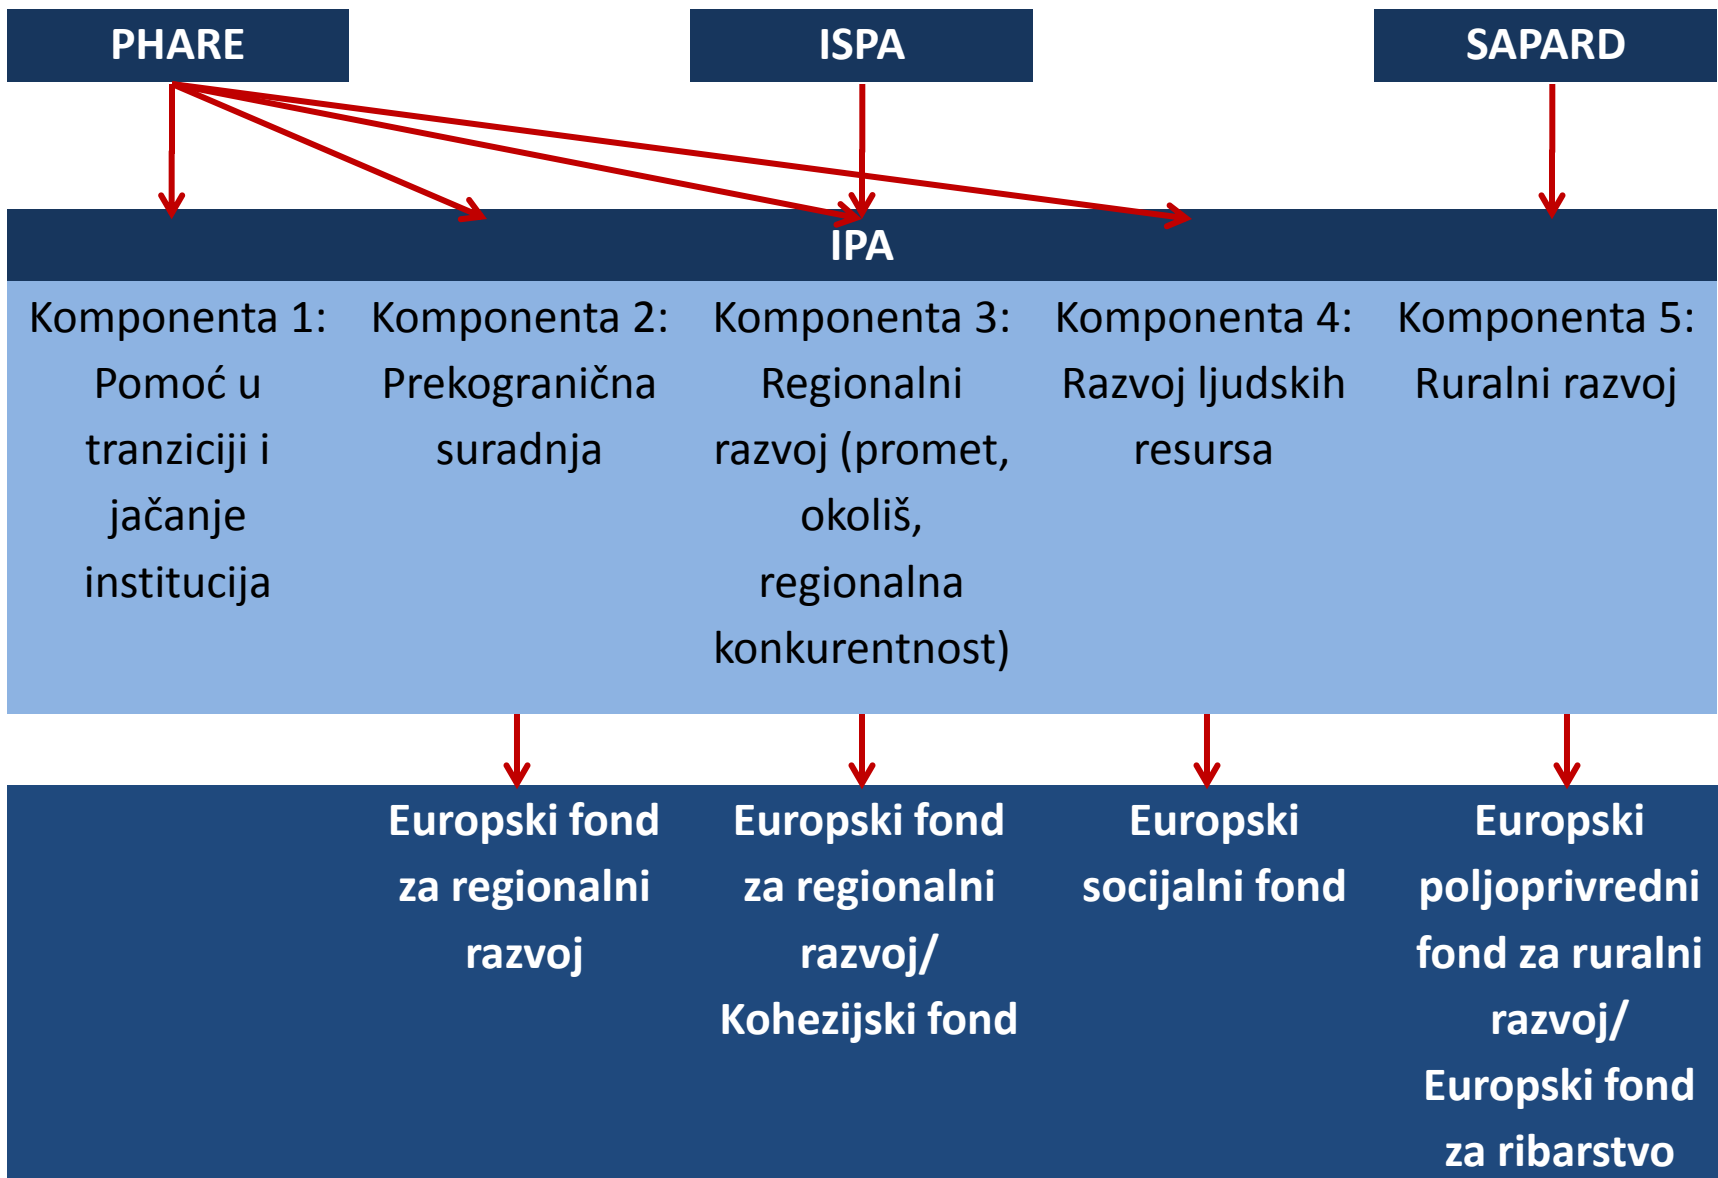 PHARE
ISPA
SAPARD
IPA
Komponenta 1:
Pomoć u
tranziciji i
jačanje
institucija
Komponenta 2:
Prekogranična
suradnja
Komponenta 3:
Regionalni
razvoj (promet,
okoliš,
regionalna
konkurentnost)
Komponenta 4:
Razvoj ljudskih
resursa
Komponenta 5:
Ruralni razvoj
Europski fond
za regionalni
razvoj
Europski fond
za regionalni
razvoj/
Kohezijski fond
Europski
socijalni fond
Europski
poljoprivredni
fond za ruralni
razvoj/
Europski fond
za ribarstvo